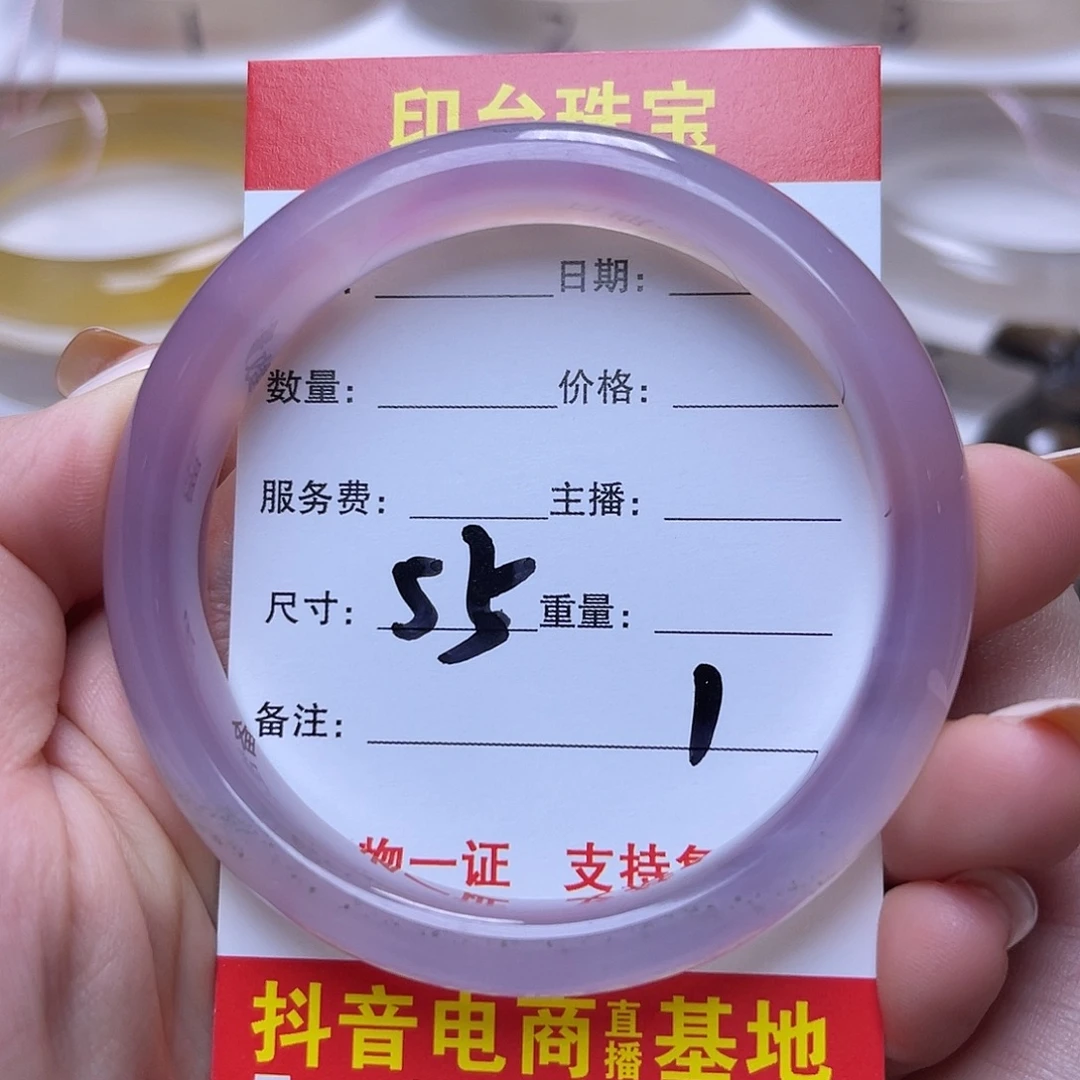 印台珠宝
日期：
数量： 价格：
服务费： 主播：
尺寸：55 重量：
备注： 1
物一证 支持
抖音电商直播基地